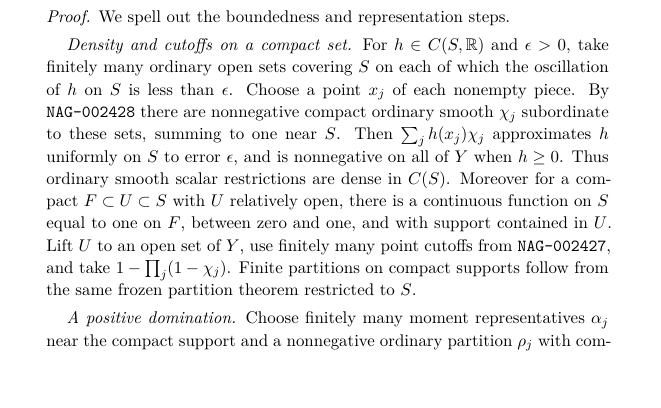 Proof. We spell out the boundedness and representation steps.
Density and cutoffs on a compact set. For h ∈ C(S, ℝ) and ϵ > 0, take
finitely many ordinary open sets covering S on each of which the oscillation
of h on S is less than ϵ. Choose a point x_j of each nonempty piece. By
NAG-002428 there are nonnegative compact ordinary smooth χ_j subordinate
to these sets, summing to one near S. Then ∑_j h(x_j)χ_j approximates h
uniformly on S to error ϵ, and is nonnegative on all of Y when h ≥ 0. Thus
ordinary smooth scalar restrictions are dense in C(S). Moreover for a com-
pact F ⊂ U ⊂ S with U relatively open, there is a continuous function on S
equal to one on F, between zero and one, and with support contained in U.
Lift U to an open set of Y, use finitely many point cutoffs from NAG-002427,
and take 1 − ∏_j(1 − χ_j). Finite partitions on compact supports follow from
the same frozen partition theorem restricted to S.
A positive domination. Choose finitely many moment representatives α_j
near the compact support and a nonnegative ordinary partition ρ_j with com-